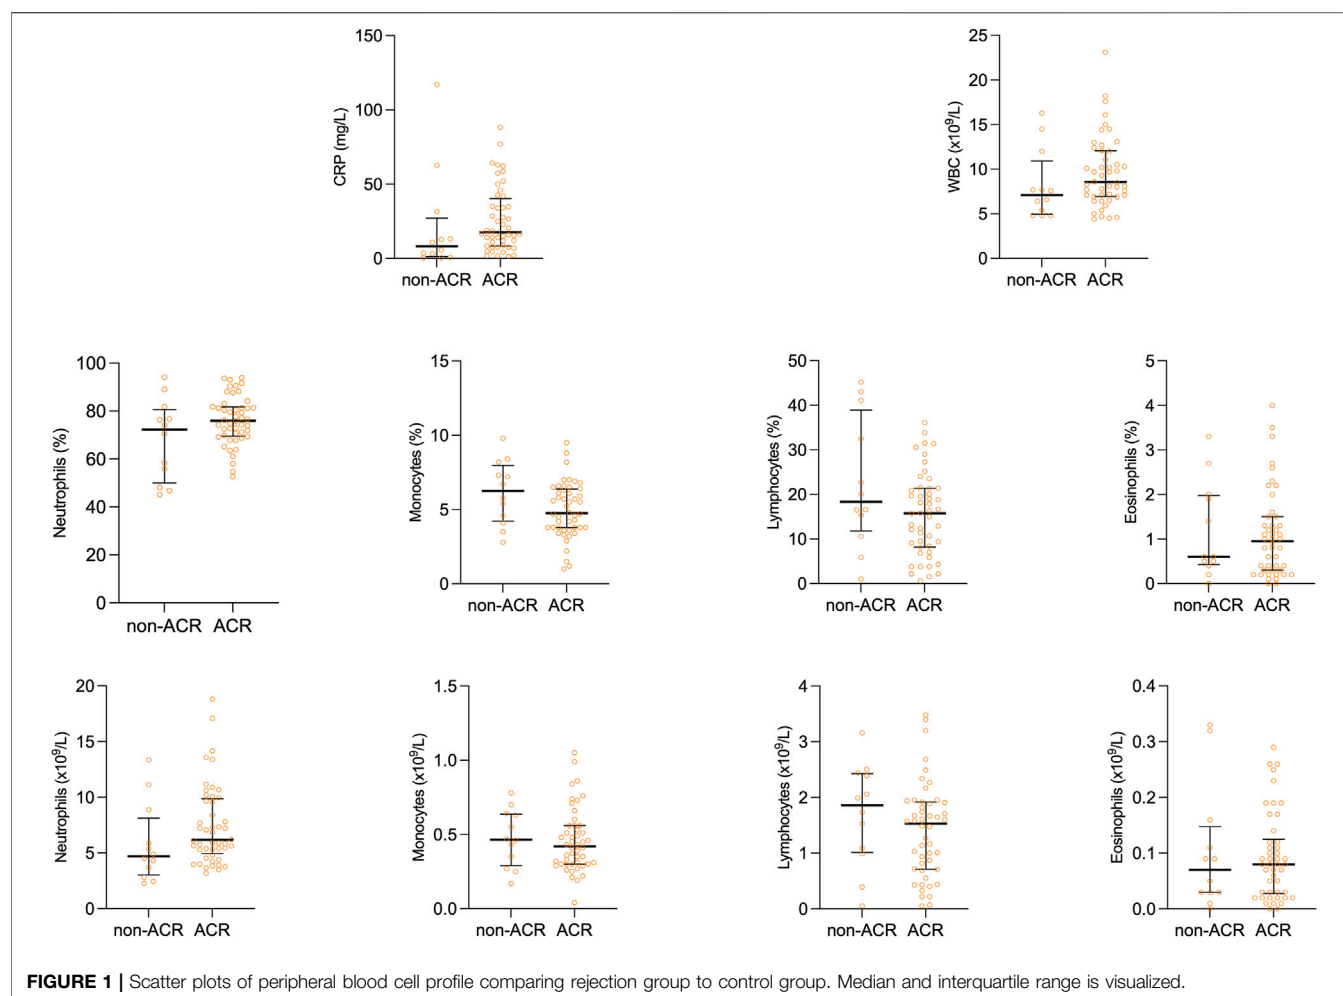 150
100
50
0
CRP (mg/L)
non-ACR ACR
25
20
15
10
5
0
WBC (x10⁹/L)
non-ACR ACR
100
80
60
40
20
0
Neutrophils (%)
non-ACR ACR
15
10
5
0
Monocytes (%)
non-ACR ACR
50
40
30
20
10
0
Lymphocytes (%)
non-ACR ACR
5
4
3
2
1
0
Eosinophils (%)
non-ACR ACR
20
15
10
5
0
Neutrophils (x10⁹/L)
non-ACR ACR
1.5
1.0
0.5
0.0
Monocytes (x10⁹/L)
non-ACR ACR
4
3
2
1
0
Lymphocytes (x10⁹/L)
non-ACR ACR
0.4
0.3
0.2
0.1
0.0
Eosinophils (x10⁹/L)
non-ACR ACR
FIGURE 1 | Scatter plots of peripheral blood cell profile comparing rejection group to control group. Median and interquartile range is visualized.